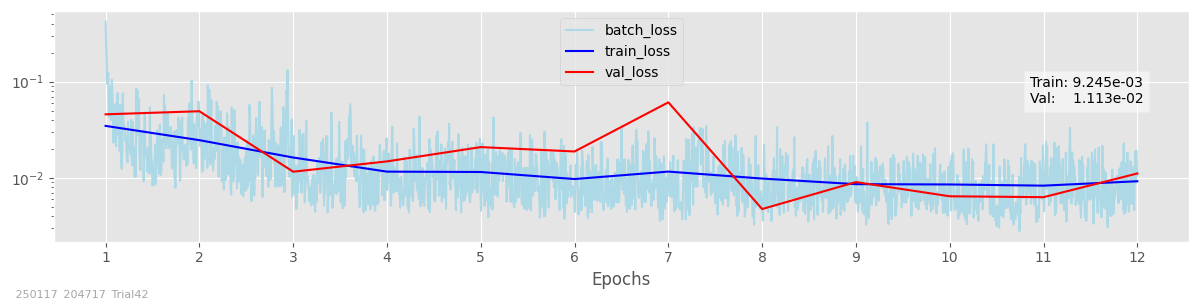 batch_loss
train_loss
val_loss
10⁻¹
10⁻²
Train: 9.245e-03
Val: 1.113e-02
1 2 3 4 5 6 7 8 9 10 11 12
Epochs
250117_204717_Trial42